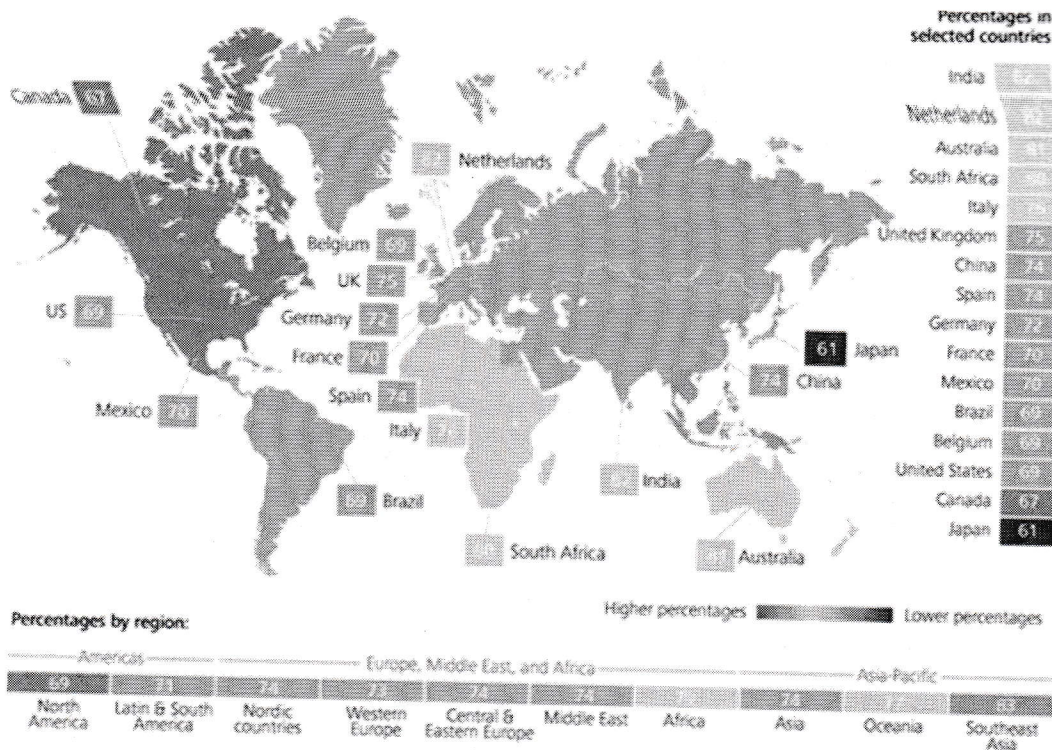 Percentages in
selected countries
India
Netherlands
Australia
South Africa
Italy
United Kingdom 75
China 74
Spain 74
Germany 72
France 70
Mexico 70
Brazil 69
Belgium 69
United States 69
Canada 67
Japan 61
Canada 67
Netherlands
Belgium 69
UK 75
US 69
Germany 72
France 70
61 Japan
74 China
Spain 74
Mexico 70
Italy
India
69 Brazil
South Africa
Australia
Higher percentages Lower percentages
Percentages by region:
Americas Europe, Middle East, and Africa Asia-Pacific
69 71 74 73 74 74 74 63
North
America
Latin & South
America
Nordic
countries
Western
Europe
Central &
Eastern Europe
Middle East
Africa
Asia
Oceania
Southeast
Asia